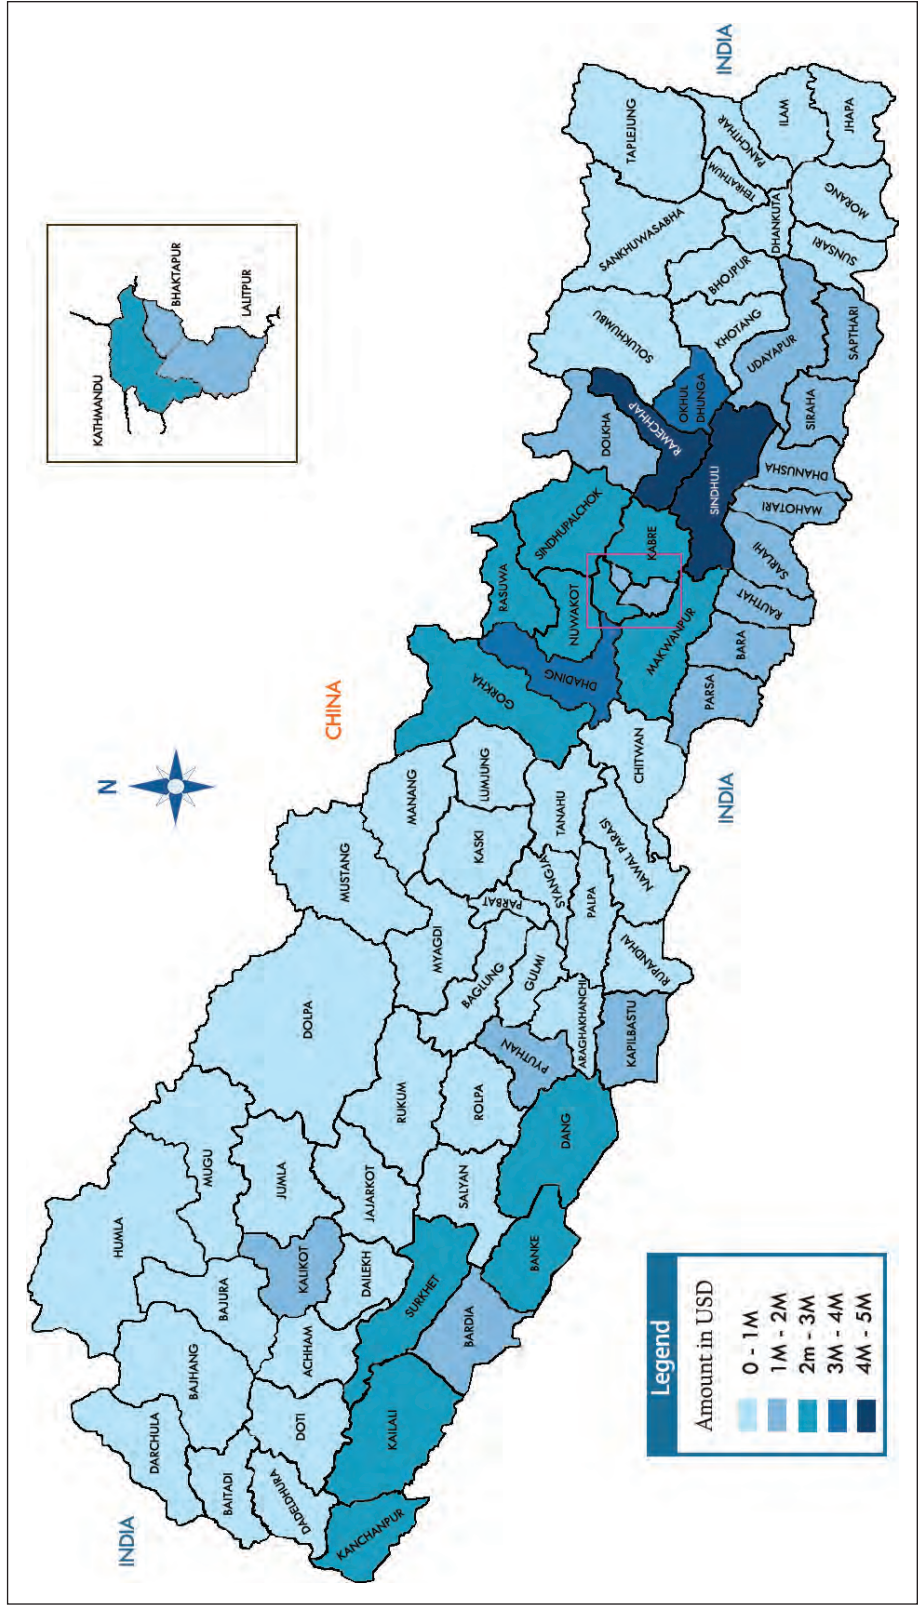 INDIA
DARCHULA
BAITADI
DADELDHURA
KANCHANPUR
BAJHANG
BAJURA
DOTI
ACHHAM
KAILALI
HUMLA
MUGU
KALIKOT
JUMLA
DAILEKH
JAJARKOT
SURKHET
BARDIA
BANKE
SALYAN
DANG
DOLPA
RUKUM
ROLPA
PYUTHAN
MUSTANG
MYAGDI
BAGLUNG
PARBAT
GULMI
ARAGHAKHANCHI
KAPILBASTU
N
CHINA
MANANG
KASKI
LUMJUNG
SYANGJA
TANAHU
PALPA
NAWAL PARASI
RUPANDHAI
CHITWAN
INDIA
GORKHA
DHADING
RASUWA
NUWAKOT
SINDHUPALCHOK
KABRE
MAKWANPUR
PARSA
BARA
RAUTHAT
SARLAHI
MAHOTARI
DHANUSHA
SINDHULI
DOLKHA
RAMECHHAP
OKHUL
DHUNGA
SOLUKHUMBU
KHOTANG
BHOJPUR
UDAYAPUR
SIRAHA
SAPTHARI
SANKHUWASABHA
TAPLEJUNG
TEHRATHUM
PANCHTHAR
DHANKUTA
SUNSARI
MORANG
ILAM
JHAPA
INDIA
KATHMANDU
BHAKTAPUR
LALITPUR
Legend
Amount in USD
0 - 1M
1M - 2M
2m - 3M
3M - 4M
4M - 5M